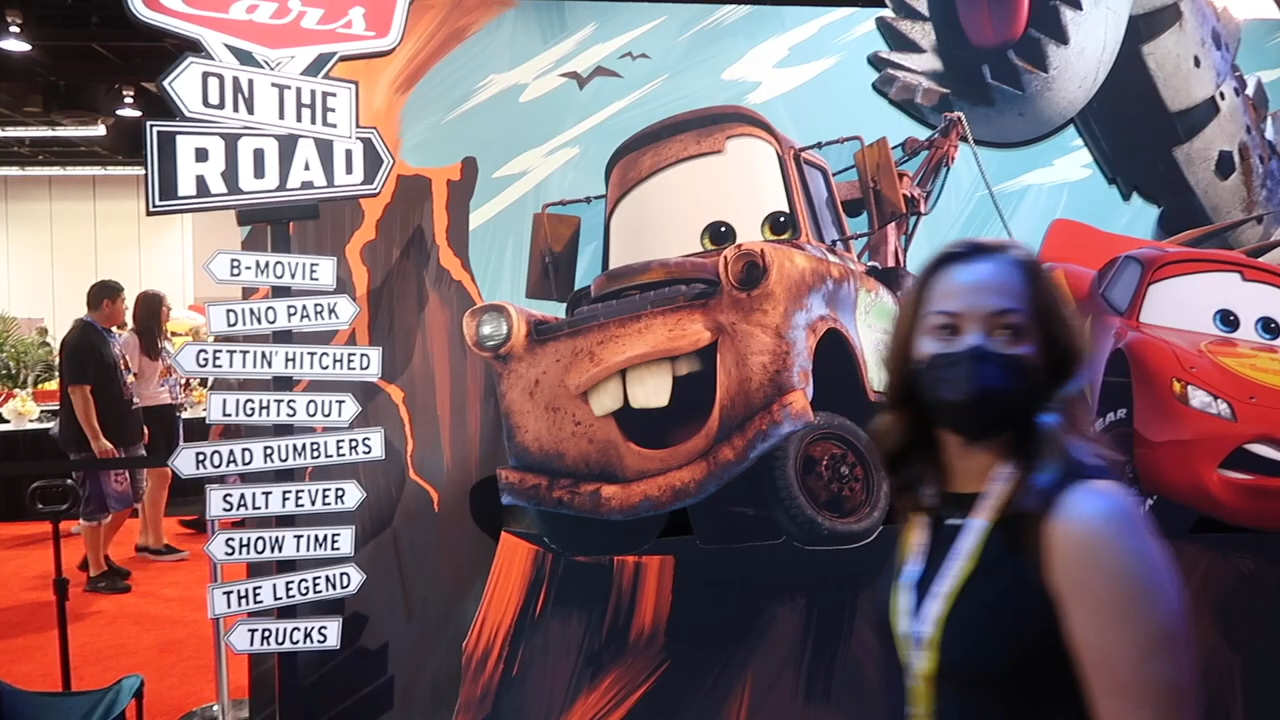 Cars
ON THE
ROAD
B-MOVIE
DINO PARK
GETTIN' HITCHED
LIGHTS OUT
ROAD RUMBLERS
SALT FEVER
SHOW TIME
THE LEGEND
TRUCKS